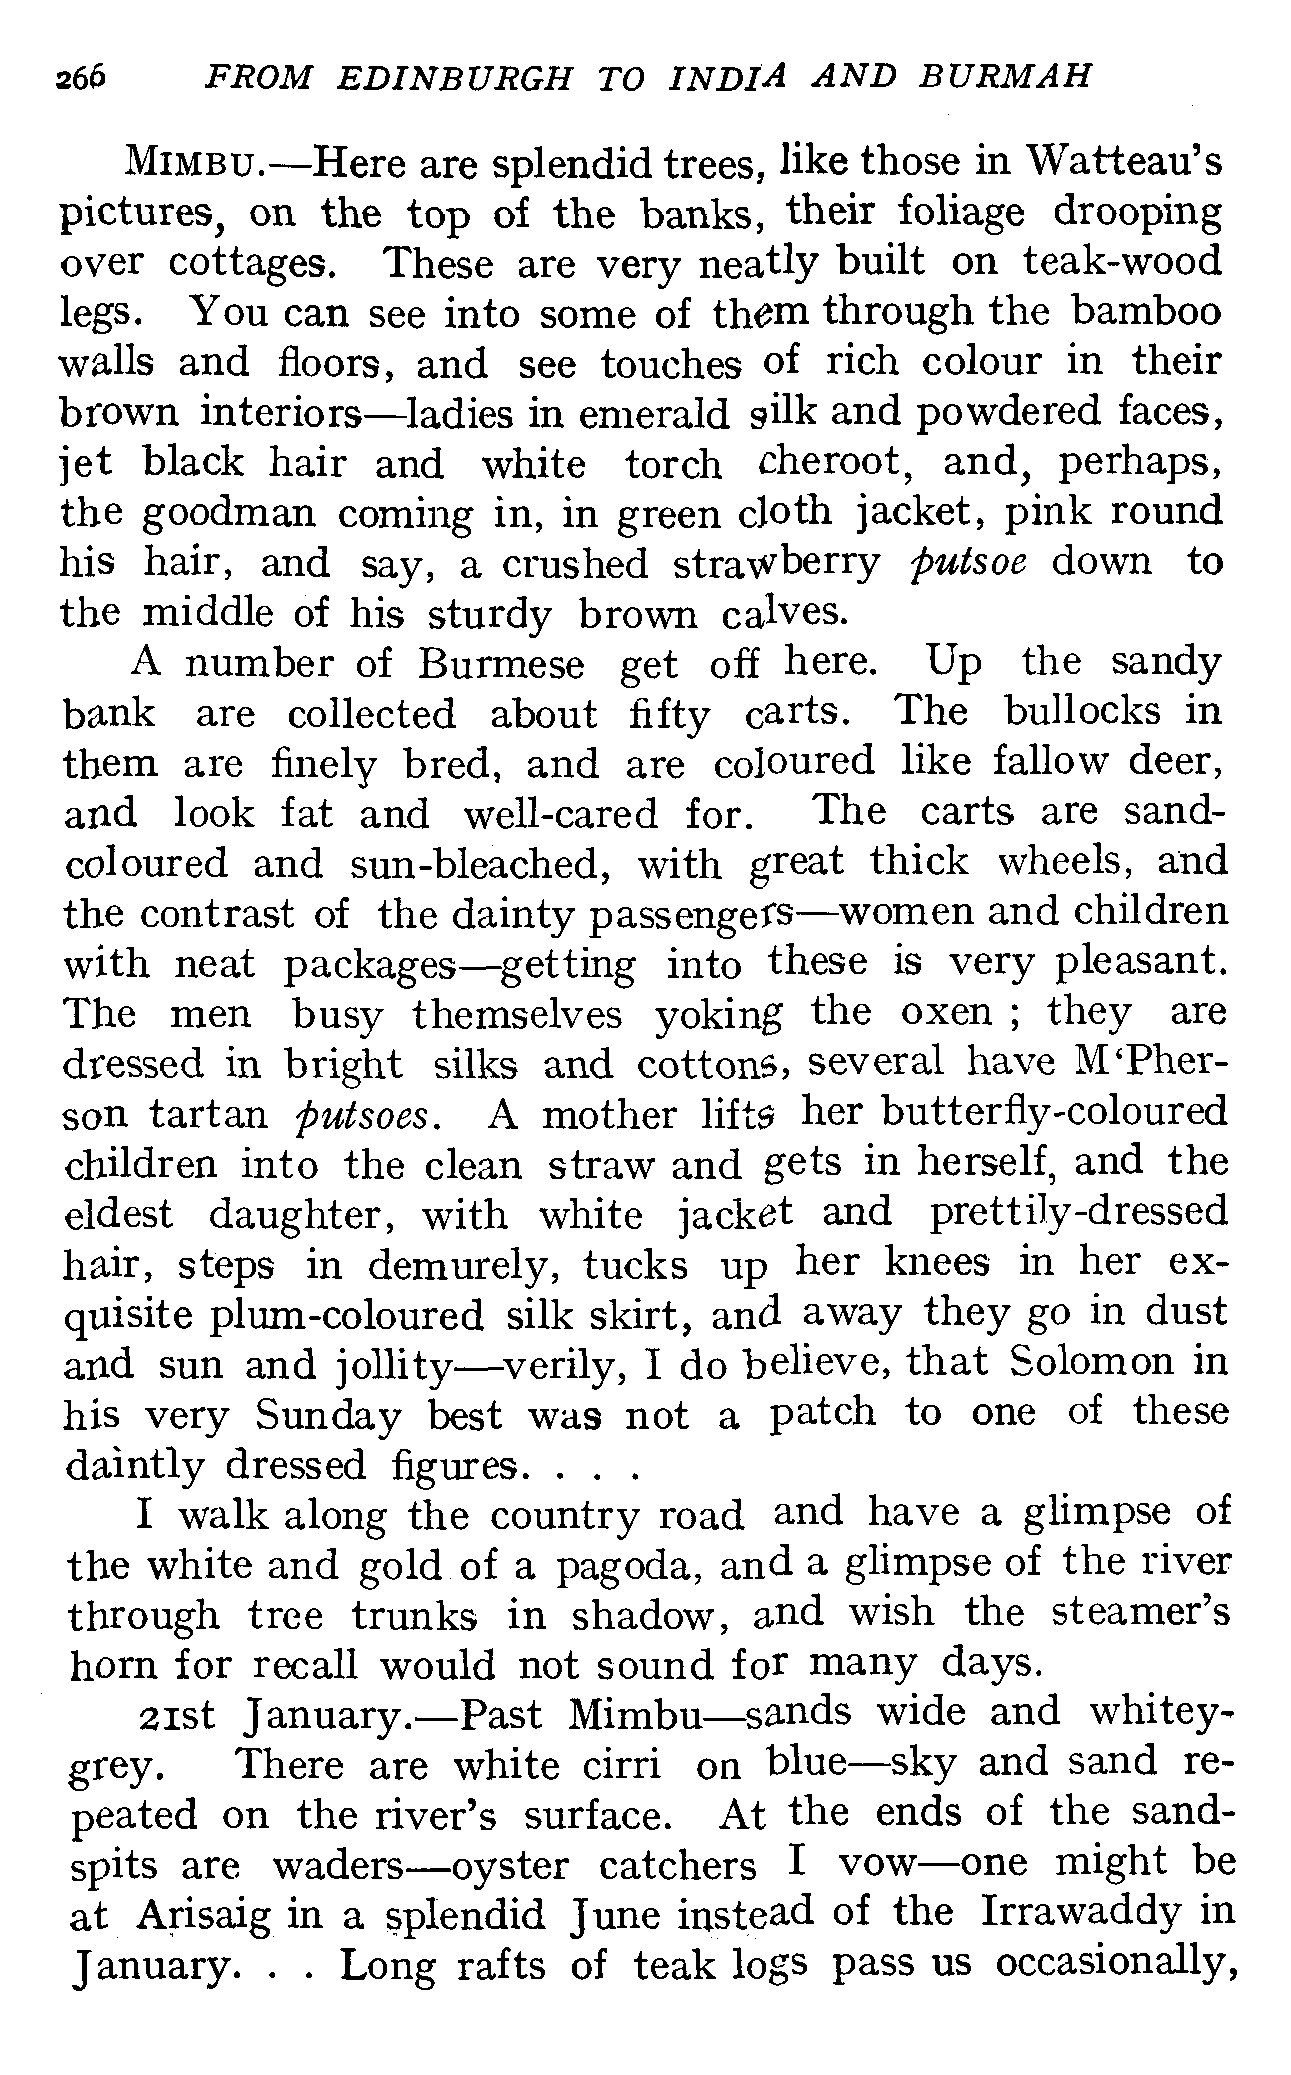 266 FROM EDINBURGH TO INDIA AND BURMAH
MIMBU.—Here are splendid trees, like those in Watteau's
pictures, on the top of the banks, their foliage drooping
over cottages. These are very neatly built on teak-wood
legs. You can see into some of them through the bamboo
walls and floors, and see touches of rich colour in their
brown interiors—ladies in emerald silk and powdered faces,
jet black hair and white torch cheroot, and, perhaps,
the goodman coming in, in green cloth jacket, pink round
his hair, and say, a crushed strawberry putsoe down to
the middle of his sturdy brown calves.
A number of Burmese get off here. Up the sandy
bank are collected about fifty carts. The bullocks in
them are finely bred, and are coloured like fallow deer,
and look fat and well-cared for. The carts are sand-
coloured and sun-bleached, with great thick wheels, and
the contrast of the dainty passengers—women and children
with neat packages—getting into these is very pleasant.
The men busy themselves yoking the oxen ; they are
dressed in bright silks and cottons, several have M‘Pher-
son tartan putsoes. A mother lifts her butterfly-coloured
children into the clean straw and gets in herself, and the
eldest daughter, with white jacket and prettily-dressed
hair, steps in demurely, tucks up her knees in her ex-
quisite plum-coloured silk skirt, and away they go in dust
and sun and jollity—verily, I do believe, that Solomon in
his very Sunday best was not a patch to one of these
daintly dressed figures. . . .
I walk along the country road and have a glimpse of
the white and gold of a pagoda, and a glimpse of the river
through tree trunks in shadow, and wish the steamer's
horn for recall would not sound for many days.
21st January.—Past Mimbu—sands wide and whitey-
grey. There are white cirri on blue—sky and sand re-
peated on the river's surface. At the ends of the sand-
spits are waders—oyster catchers I vow—one might be
at Arisaig in a splendid June instead of the Irrawaddy in
January. . . Long rafts of teak logs pass us occasionally,